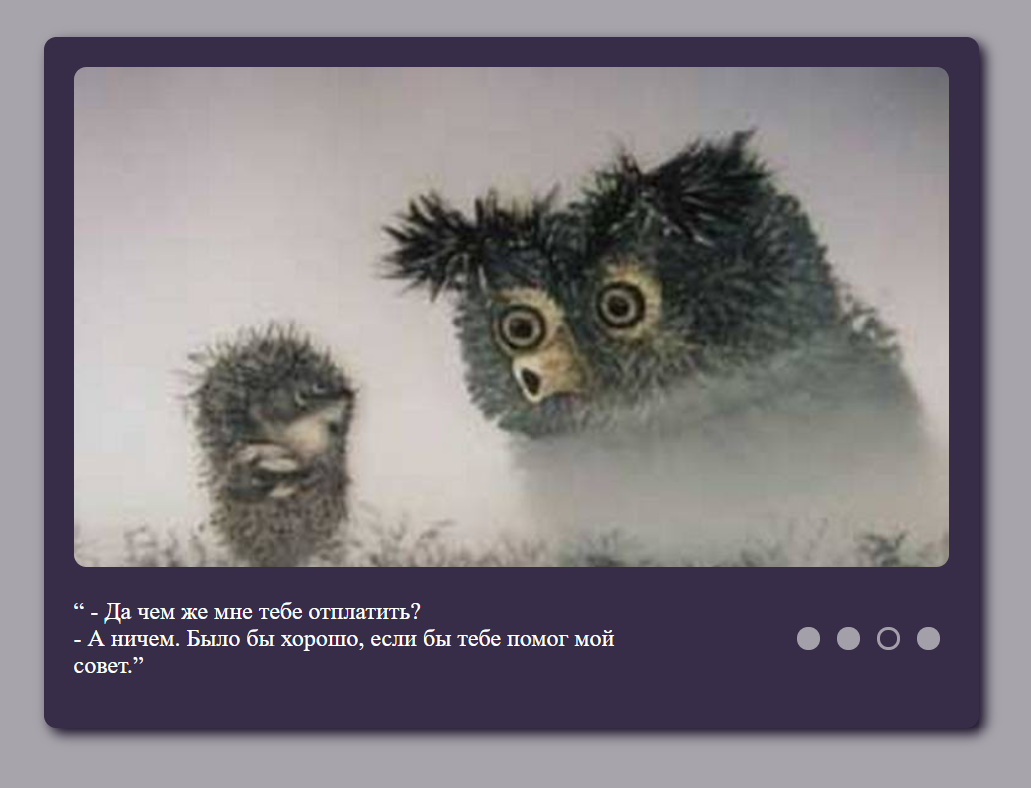 “ - Да чем же мне тебе отплатить?
- А ничем. Было бы хорошо, если бы тебе помог мой
совет.”